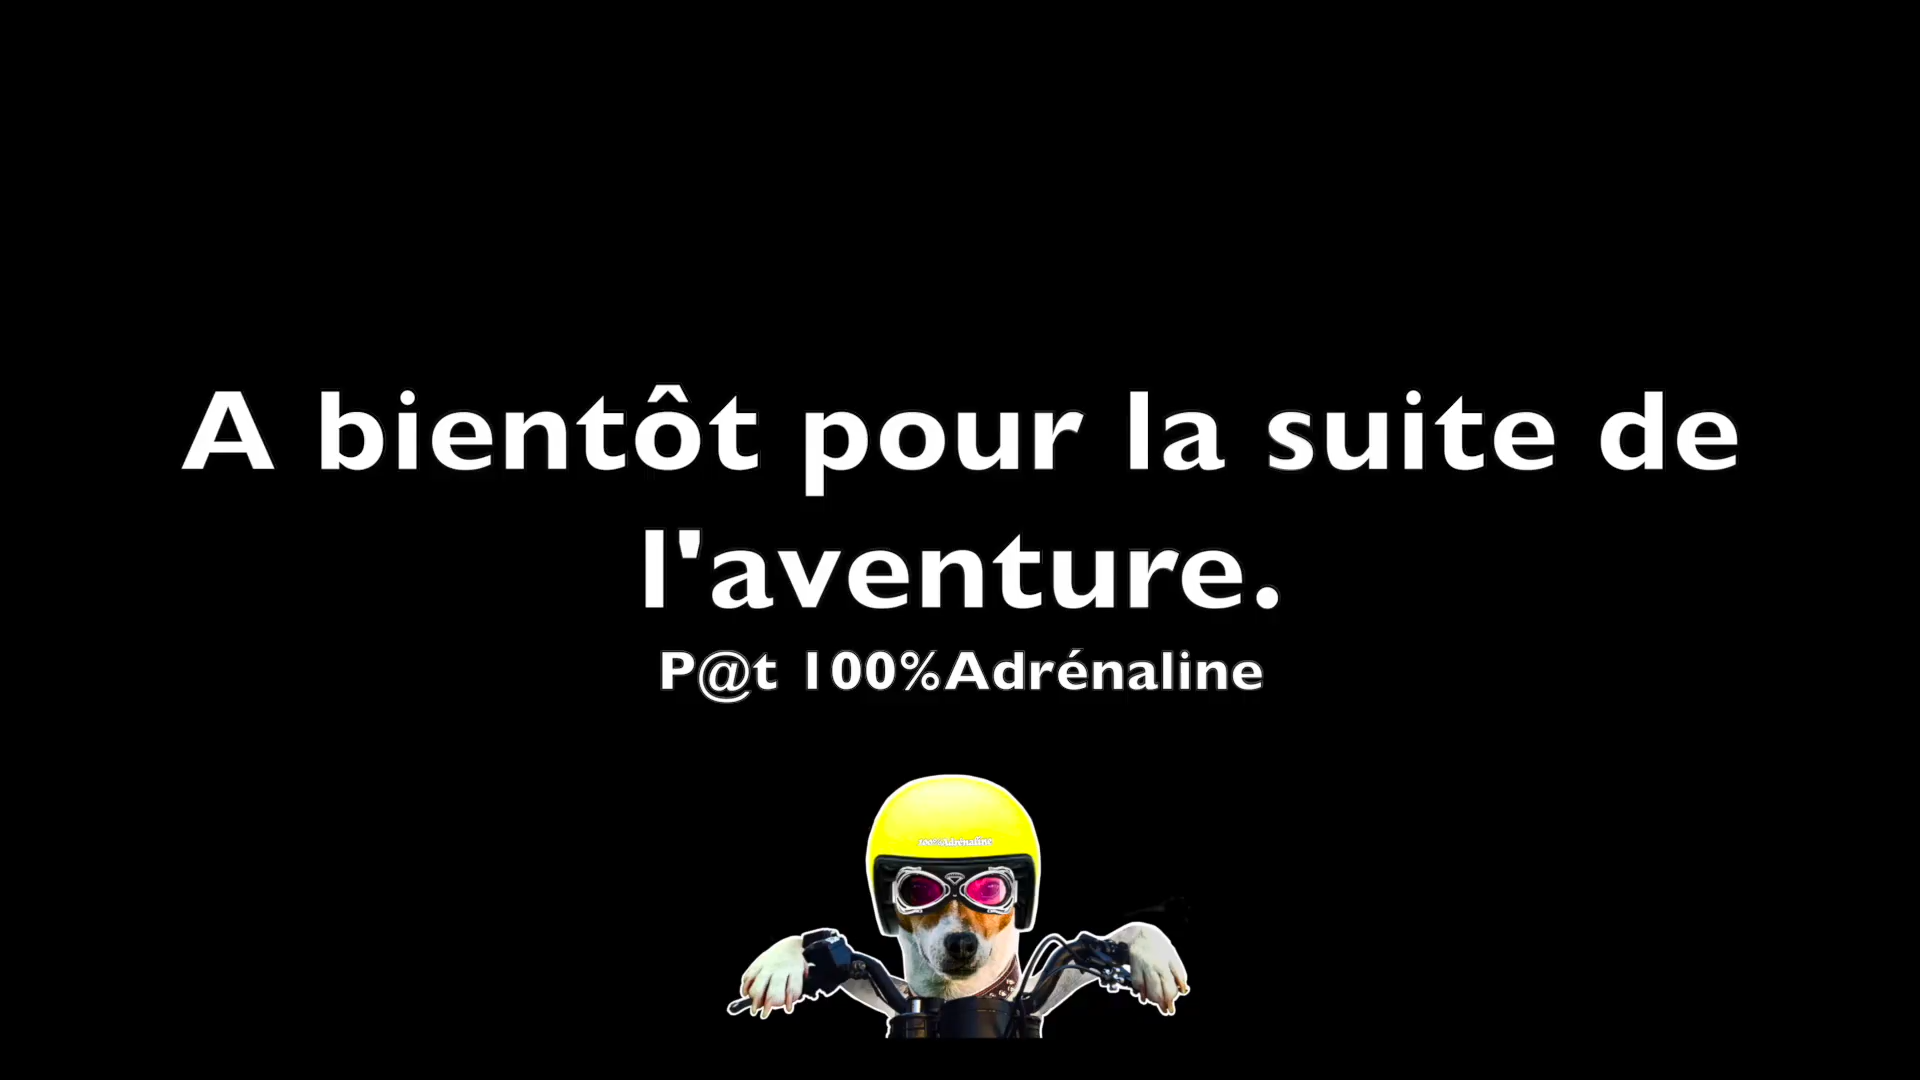 A bientôt pour la suite de
l'aventure.
P@t 100%Adrénaline
100%Adrénaline